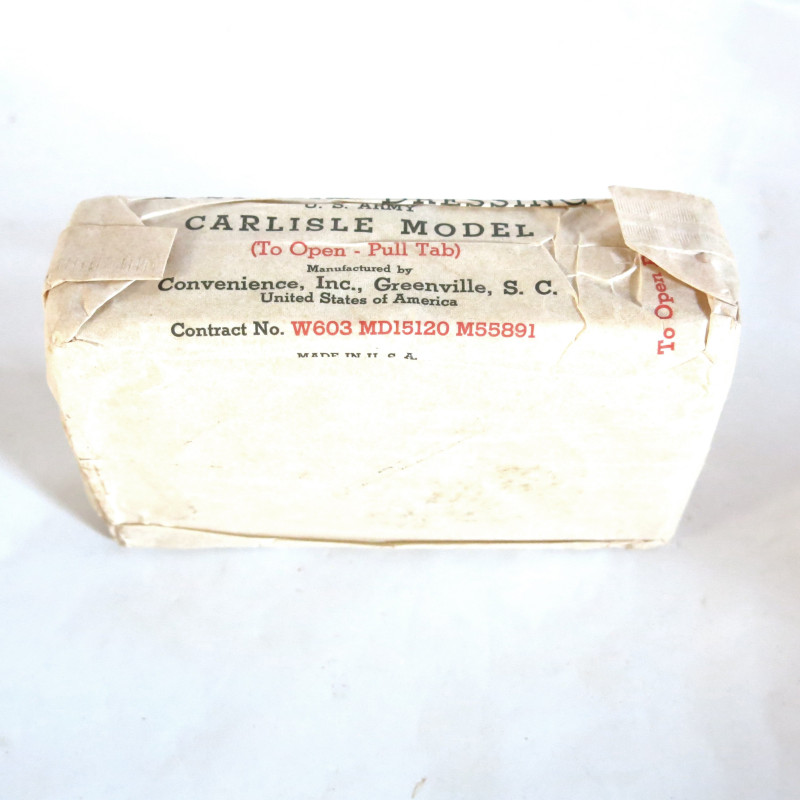 DRESSING
U. S. ARMY
CARLISLE MODEL
(To Open - Pull Tab)
Manufactured by
Convenience, Inc., Greenville, S. C.
United States of America
Contract No. W603 MD15120 M55891
MADE IN U. S. A.
To Open